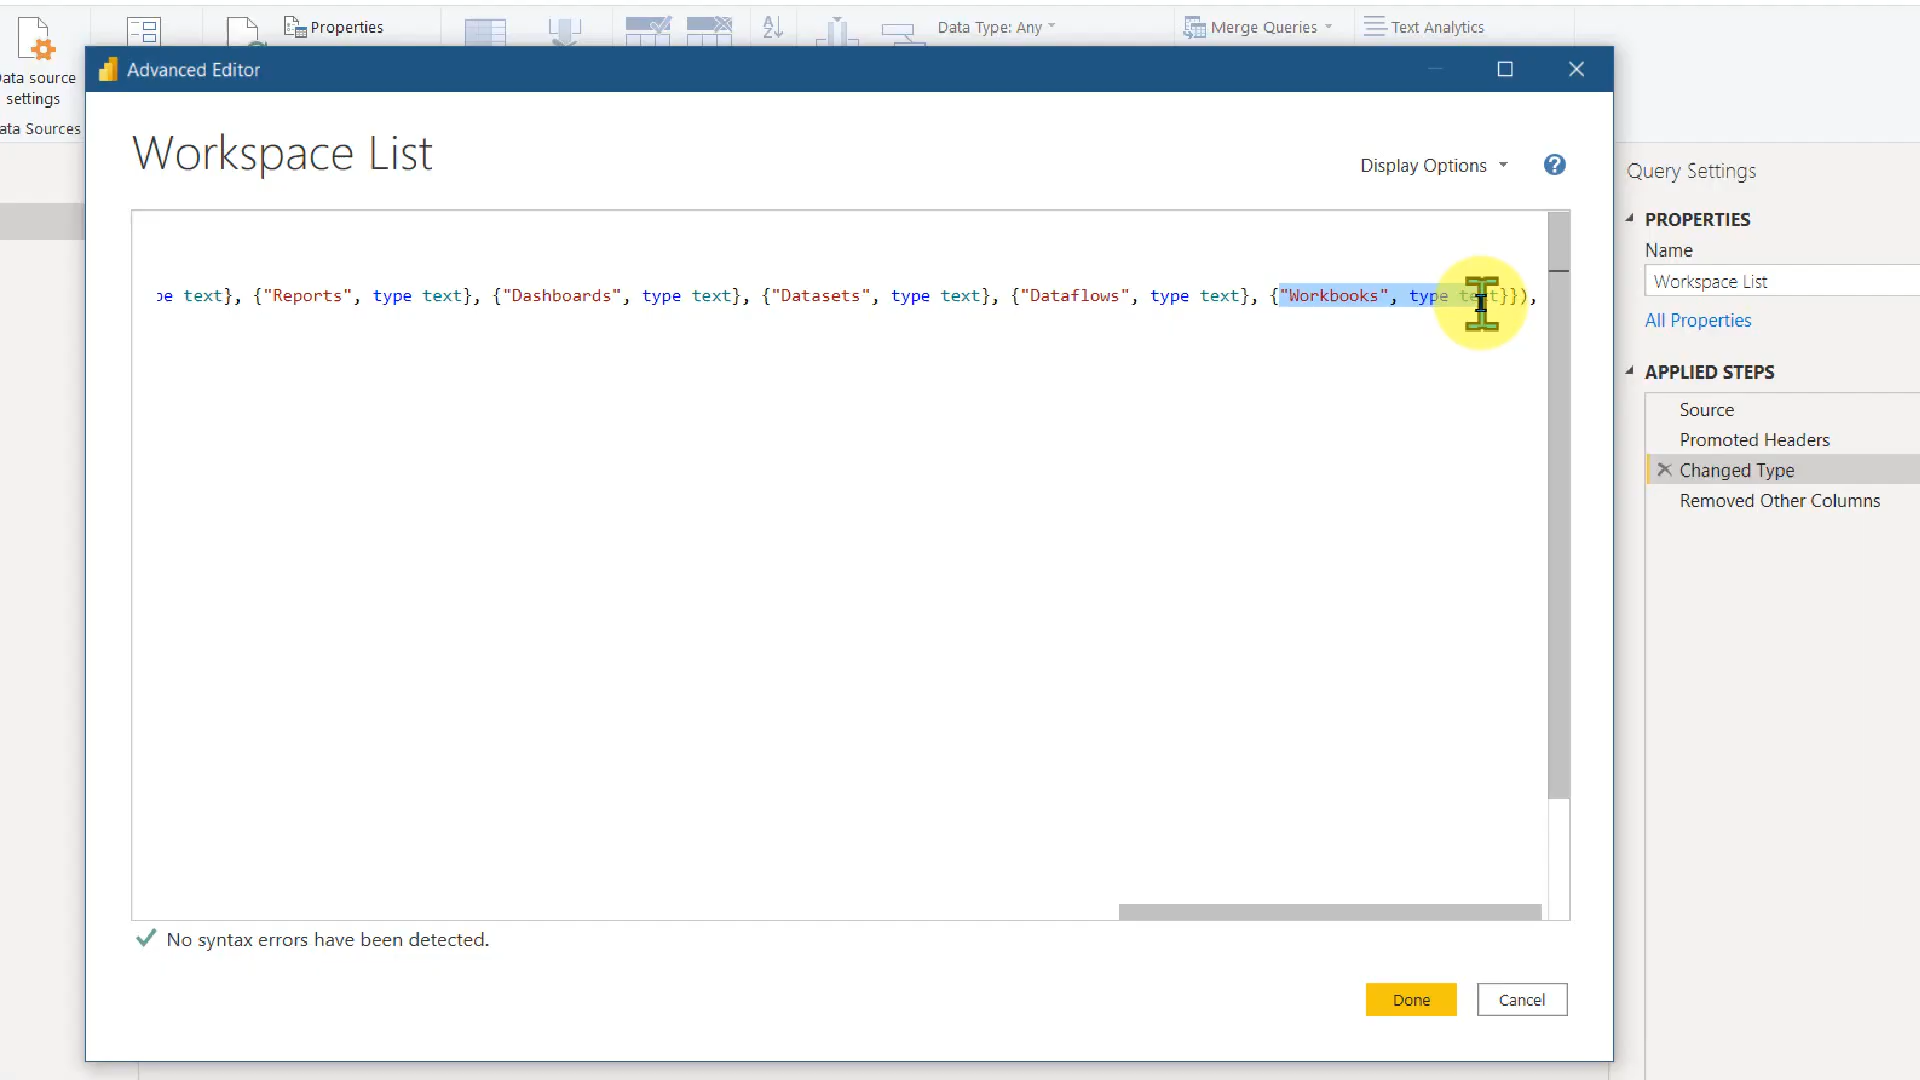 Properties
Data Type: Any
Merge Queries
Text Analytics
ata source
settings
ata Sources
Advanced Editor
Workspace List
Display Options
?
pe text}, {"Reports", type text}, {"Dashboards", type text}, {"Datasets", type text}, {"Dataflows", type text}, {"Workbooks", type text}}),
No syntax errors have been detected.
Done
Cancel
Query Settings
PROPERTIES
Name
Workspace List
All Properties
APPLIED STEPS
Source
Promoted Headers
Changed Type
Removed Other Columns